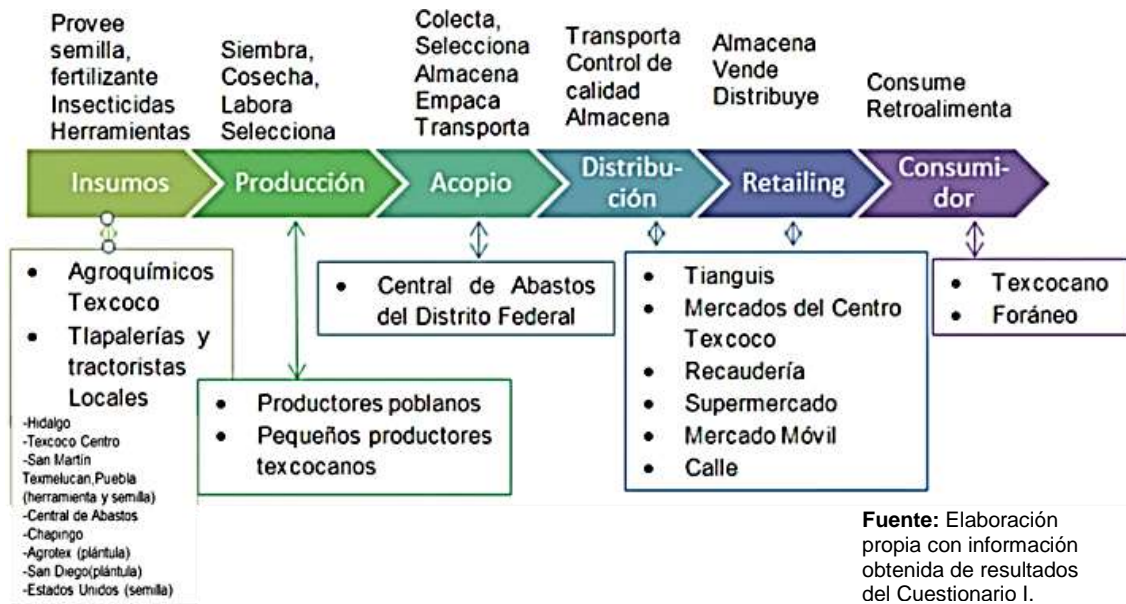 Provee
semilla,
fertilizante
Insecticidas
Herramientas
Siembra,
Cosecha,
Labora
Selecciona
Colecta,
Selecciona
Almacena
Empaca
Transporta
Transporta
Control de
calidad
Almacena
Almacena
Vende
Distribuye
Consume
Retroalimenta
Insumos
Producción
Acopio
Distribu-
ción
Retailing
Consumi-
dor
• Agroquímicos
Texcoco
• Tlapalerías y
tractoristas
Locales
-Hidalgo
-Texcoco Centro
-San Martín
Texmelucan,Puebla
(herramienta y semilla)
-Central de Abastos
-Chapingo
-Agrotex (plántula)
-San Diego(plántula)
-Estados Unidos (semilla)
• Productores poblanos
• Pequeños productores
texcocanos
• Central de Abastos
del Distrito Federal
• Tianguis
• Mercados del Centro
Texcoco
• Recaudería
• Supermercado
• Mercado Móvil
• Calle
• Texcocano
• Foráneo
Fuente: Elaboración
propia con información
obtenida de resultados
del Cuestionario I.